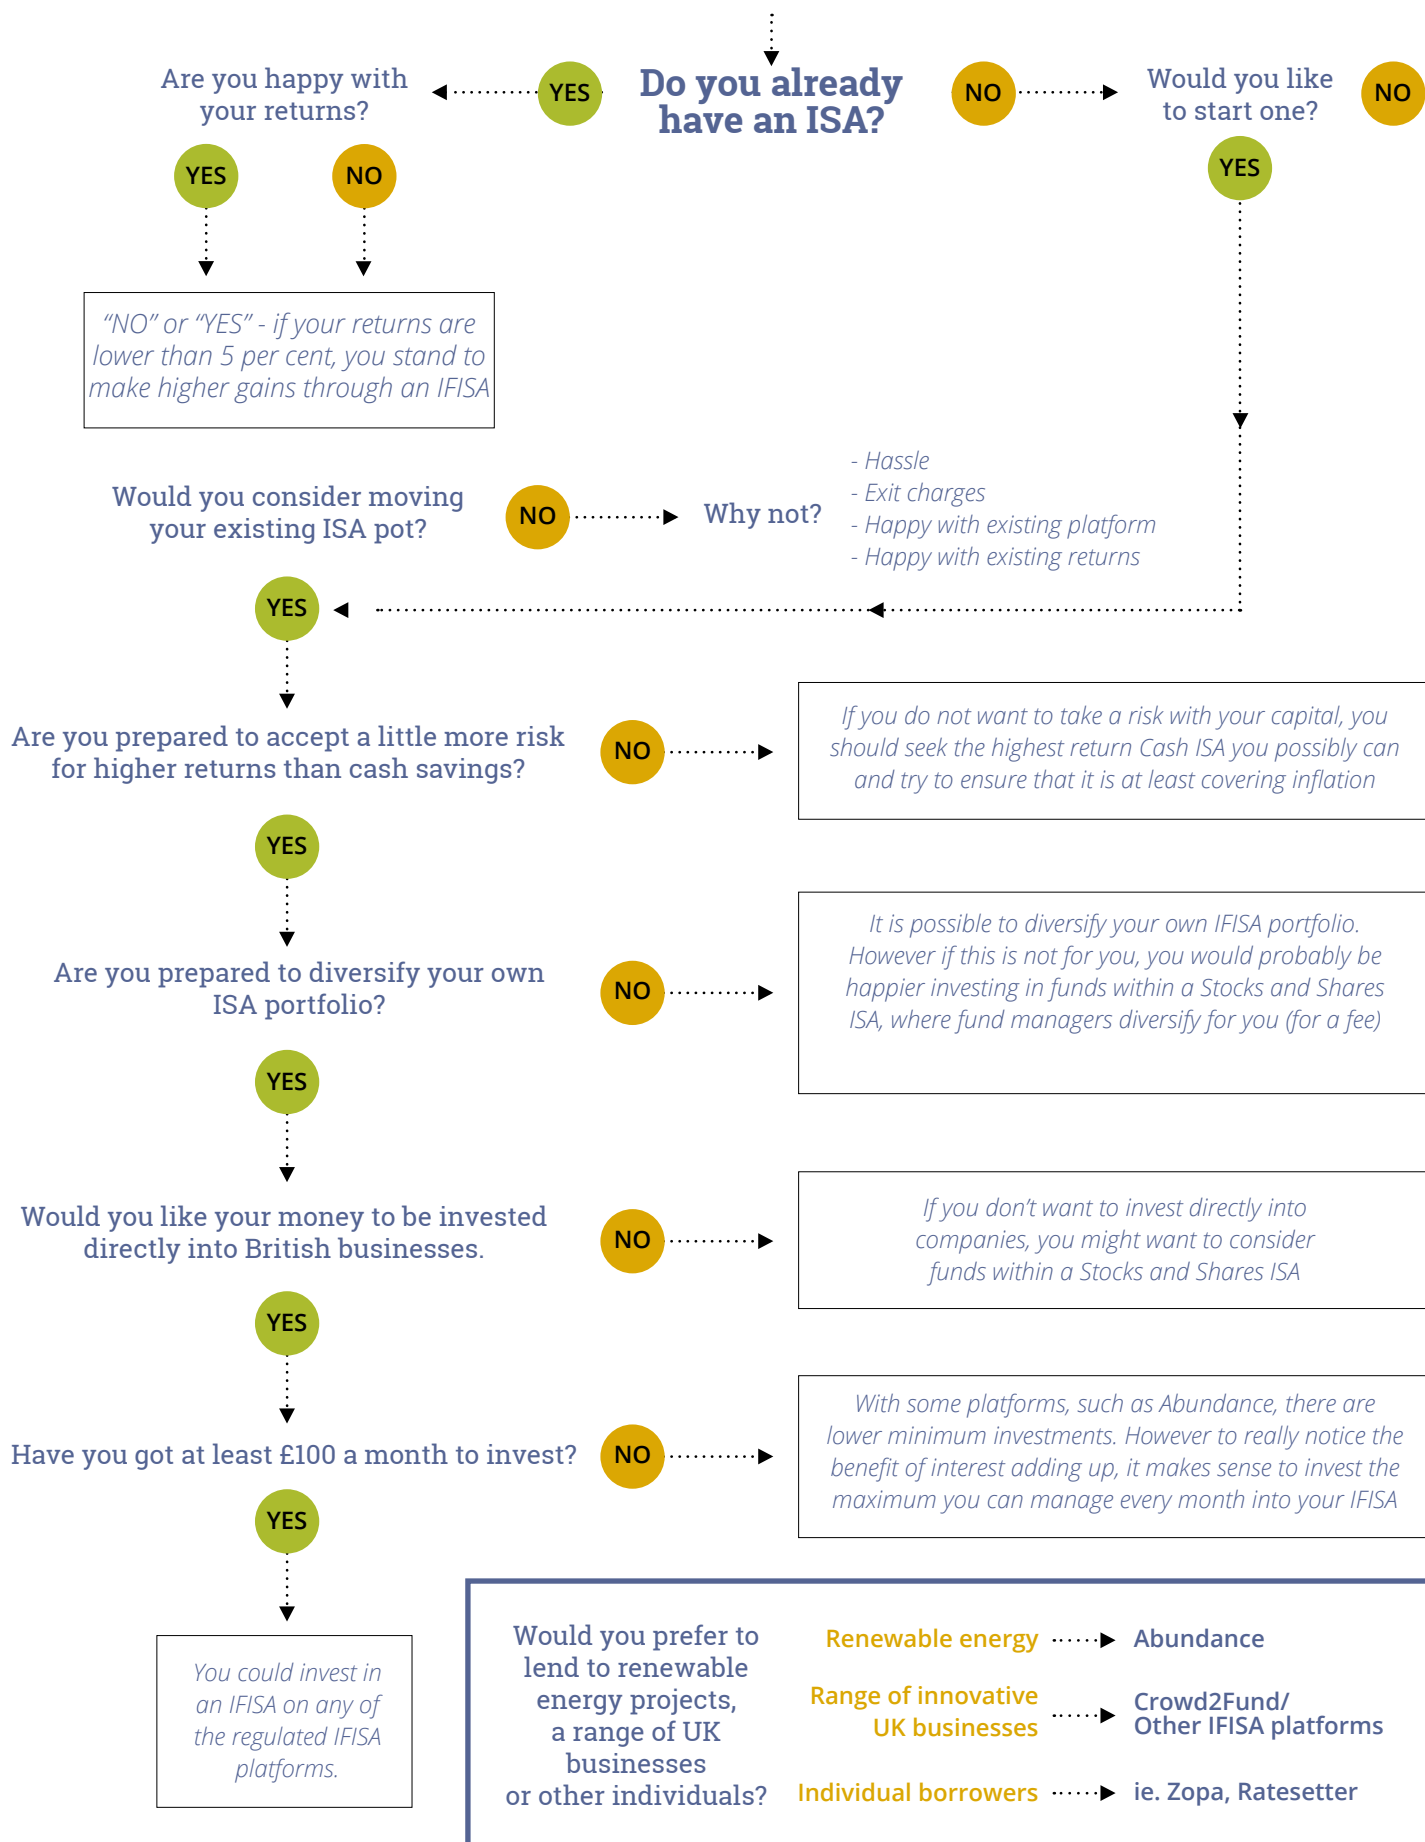 Do you already
have an ISA?
YES
NO
Are you happy with
your returns?
YES
NO
Would you like
to start one?
NO
YES
“NO” or “YES” - if your returns are
lower than 5 per cent, you stand to
make higher gains through an IFISA
Would you consider moving
your existing ISA pot?
NO
Why not?
- Hassle
- Exit charges
- Happy with existing platform
- Happy with existing returns
YES
Are you prepared to accept a little more risk
for higher returns than cash savings?
NO
If you do not want to take a risk with your capital, you
should seek the highest return Cash ISA you possibly can
and try to ensure that it is at least covering inflation
YES
Are you prepared to diversify your own
ISA portfolio?
NO
It is possible to diversify your own IFISA portfolio.
However if this is not for you, you would probably be
happier investing in funds within a Stocks and Shares
ISA, where fund managers diversify for you (for a fee)
YES
Would you like your money to be invested
directly into British businesses.
NO
If you don’t want to invest directly into
companies, you might want to consider
funds within a Stocks and Shares ISA
YES
Have you got at least £100 a month to invest?
NO
With some platforms, such as Abundance, there are
lower minimum investments. However to really notice the
benefit of interest adding up, it makes sense to invest the
maximum you can manage every month into your IFISA
YES
You could invest in
an IFISA on any of
the regulated IFISA
platforms.
Would you prefer to
lend to renewable
energy projects,
a range of UK
businesses
or other individuals?
Renewable energy
Abundance
Range of innovative
UK businesses
Crowd2Fund/
Other IFISA platforms
Individual borrowers
ie. Zopa, Ratesetter